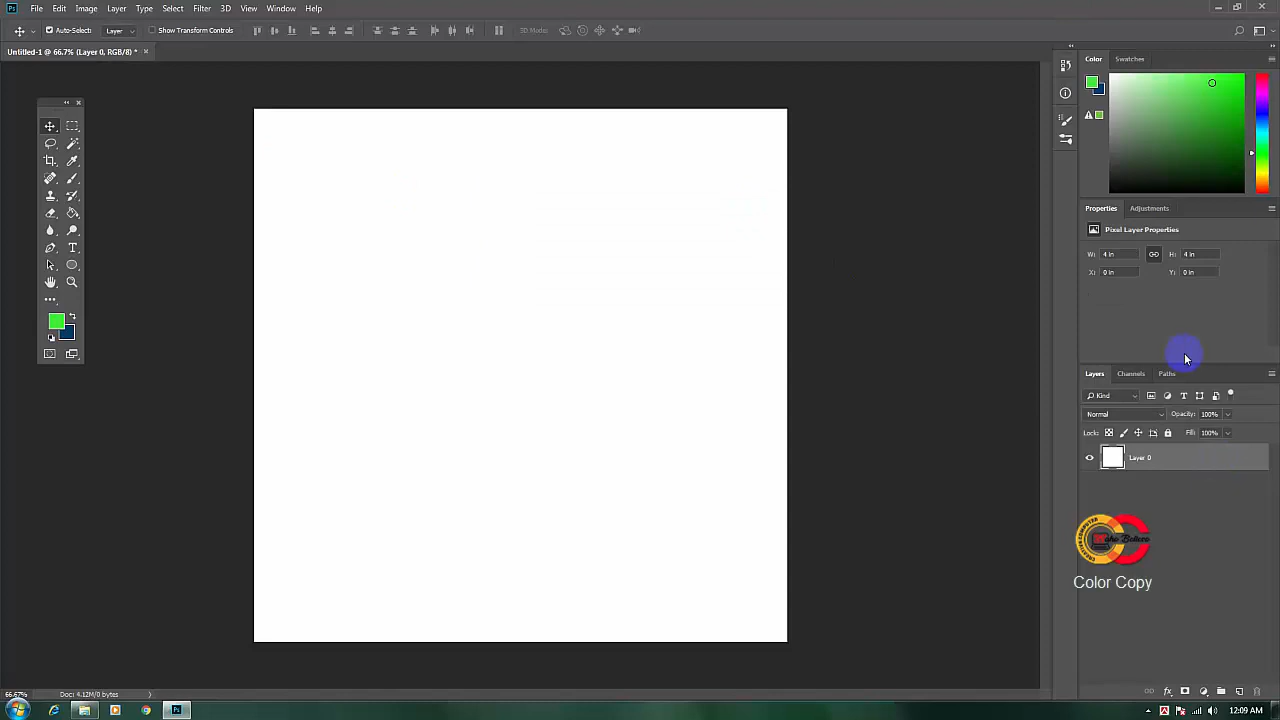 Ps File Edit Image Layer Type Select Filter 3D View Window Help
Auto-Select: Layer Show Transform Controls 3D Mode:
Untitled-1 @ 66.7% (Layer 0, RGB/8) * ×
Color Swatches
Properties Adjustments
Pixel Layer Properties
W: 4 in H: 4 in
X: 0 in Y: 0 in
Layers Channels Paths
Kind
Normal Opacity: 100%
Lock: Fill: 100%
Layer 0
Color Copy
66.67% Doc: 4.12M/0 bytes
12:09 AM